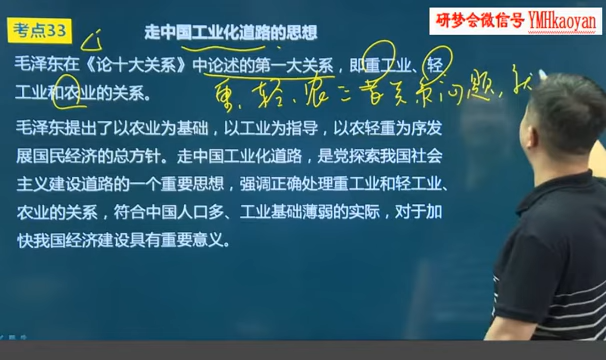 研梦会微信号YMHkaoyan
考点33 走中国工业化道路的思想
毛泽东在《论十大关系》中论述的第一大关系，即重工业、轻
工业和农业的关系。
重、轻、农三者关系问题，
毛泽东提出了以农业为基础，以工业为指导，以农轻重为序发
展国民经济的总方针。走中国工业化道路，是党探索我国社会
主义建设道路的一个重要思想，强调正确处理重工业和轻工业、
农业的关系，符合中国人口多、工业基础薄弱的实际，对于加
快我国经济建设具有重要意义。